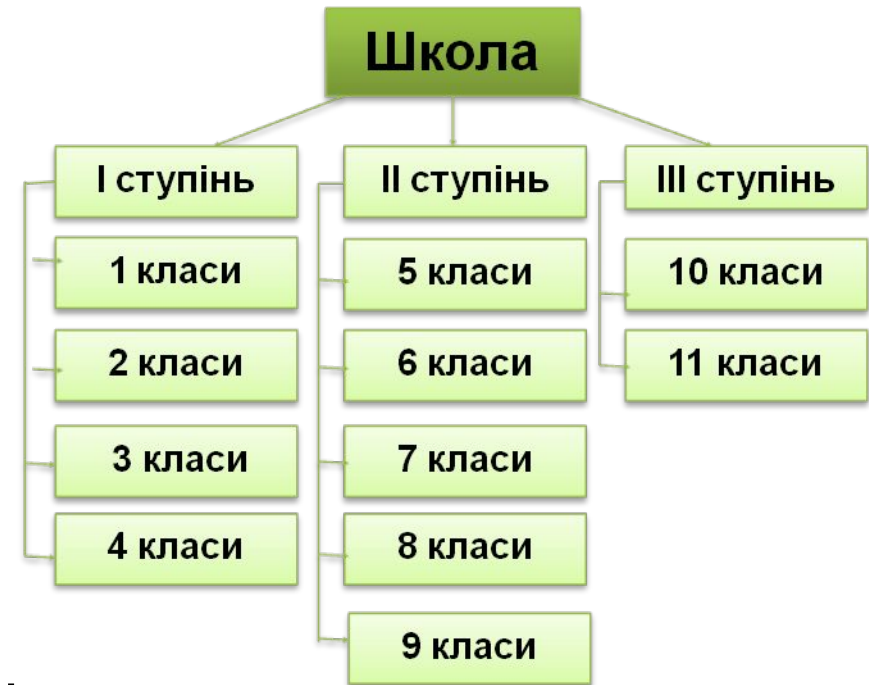 Школа
І ступінь
ІІ ступінь
ІІІ ступінь
1 класи
5 класи
10 класи
2 класи
6 класи
11 класи
3 класи
7 класи
4 класи
8 класи
9 класи